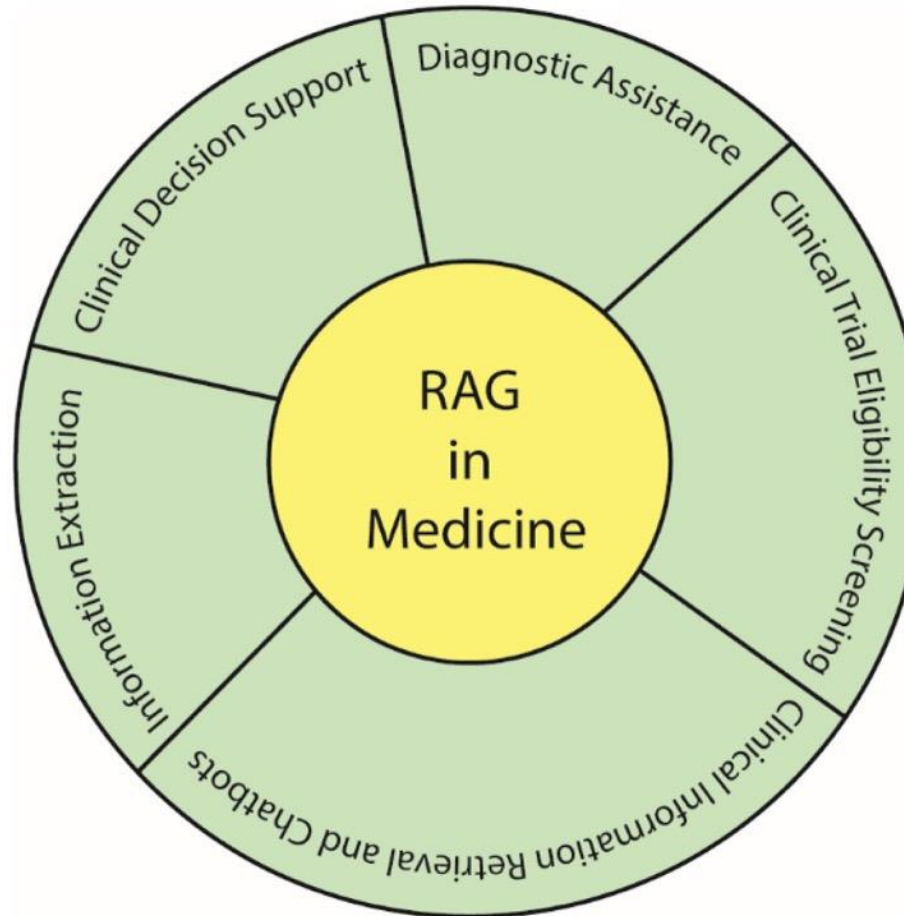 Clinical Decision Support
Diagnostic Assistance
Clinical Trial Eligibility Screening
Clinical Information Retrieval and Chatbots
Information Extraction
RAG
in
Medicine